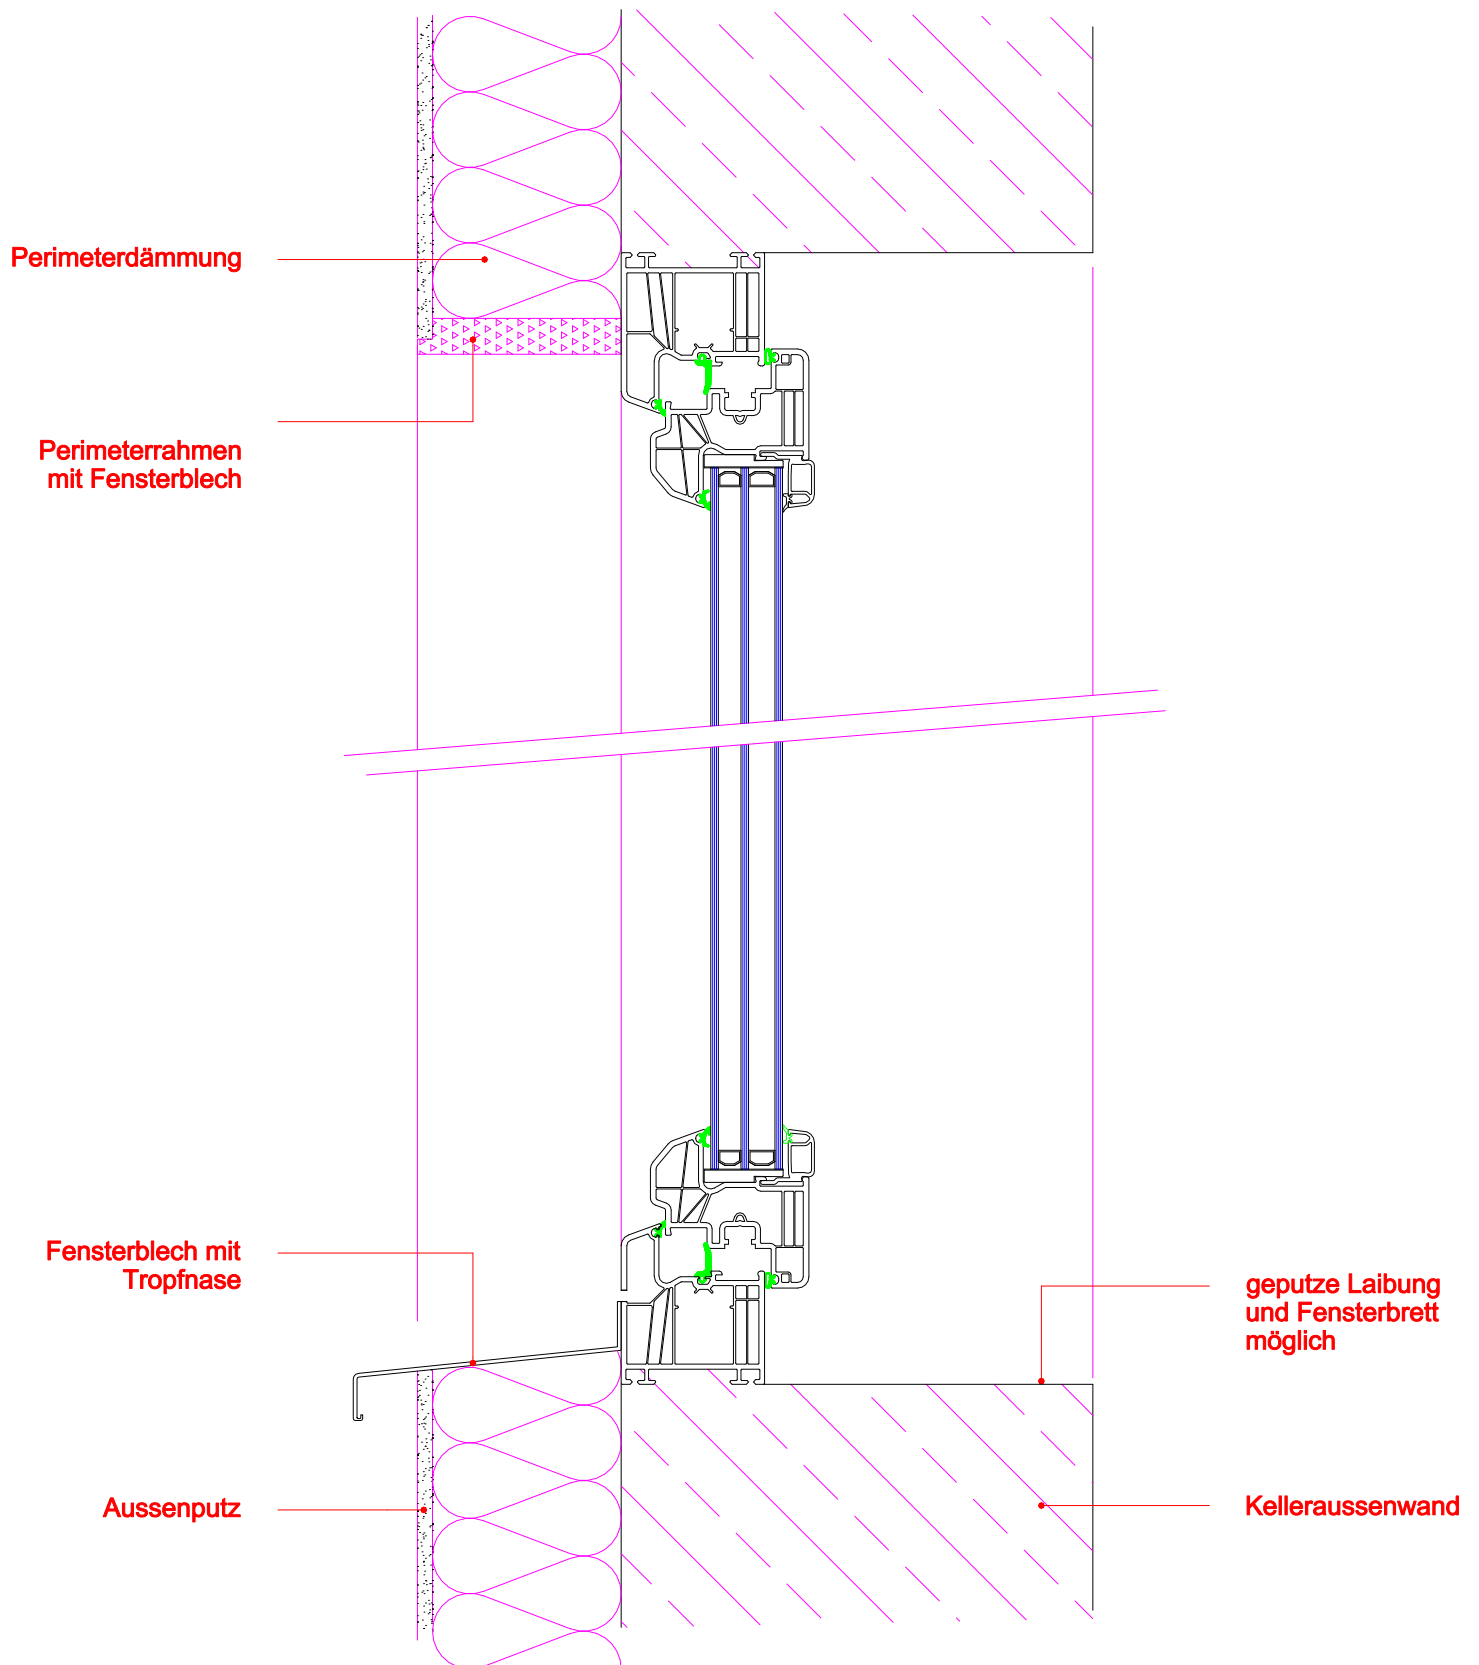 Perimeterdämmung
Perimeterrahmen
mit Fensterblech
Fensterblech mit
Tropfnase
geputze Laibung
und Fensterbrett
möglich
Aussenputz
Kelleraussenwand